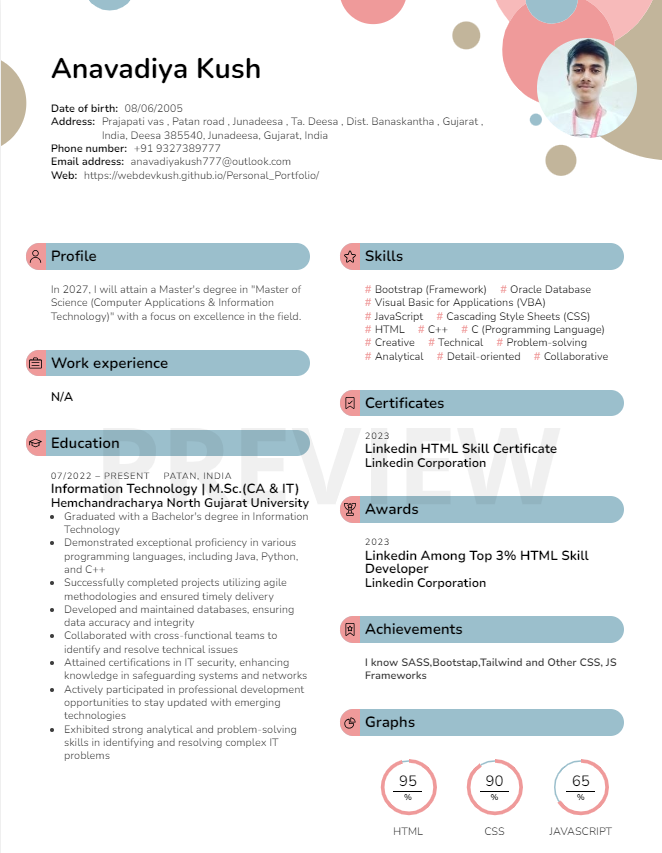 Anavadiya Kush
Date of birth: 08/06/2005
Address: Prajapati vas , Patan road , Junadeesa , Ta. Deesa , Dist. Banaskantha , Gujarat ,
India, Deesa 385540, Junadeesa, Gujarat, India
Phone number: +91 9327389777
Email address: anavadiyakush777@outlook.com
Web: https://webdevkush.github.io/Personal_Portfolio/
Profile
In 2027, I will attain a Master's degree in "Master of
Science (Computer Applications & Information
Technology)" with a focus on excellence in the field.
Work experience
N/A
Education
07/2022 – PRESENT PATAN, INDIA
Information Technology | M.Sc.(CA & IT)
Hemchandracharya North Gujarat University
• Graduated with a Bachelor's degree in Information
Technology
• Demonstrated exceptional proficiency in various
programming languages, including Java, Python,
and C++
• Successfully completed projects utilizing agile
methodologies and ensured timely delivery
• Developed and maintained databases, ensuring
data accuracy and integrity
• Collaborated with cross-functional teams to
identify and resolve technical issues
• Attained certifications in IT security, enhancing
knowledge in safeguarding systems and networks
• Actively participated in professional development
opportunities to stay updated with emerging
technologies
• Exhibited strong analytical and problem-solving
skills in identifying and resolving complex IT
problems
Skills
# Bootstrap (Framework) # Oracle Database
# Visual Basic for Applications (VBA)
# JavaScript # Cascading Style Sheets (CSS)
# HTML # C++ # C (Programming Language)
# Creative # Technical # Problem-solving
# Analytical # Detail-oriented # Collaborative
Certificates
2023
Linkedin HTML Skill Certificate
Linkedin Corporation
Awards
2023
Linkedin Among Top 3% HTML Skill
Developer
Linkedin Corporation
Achievements
I know SASS,Bootstap,Tailwind and Other CSS, JS
Frameworks
Graphs
95 90 65
% % %
HTML CSS JAVASCRIPT
PREVIEW